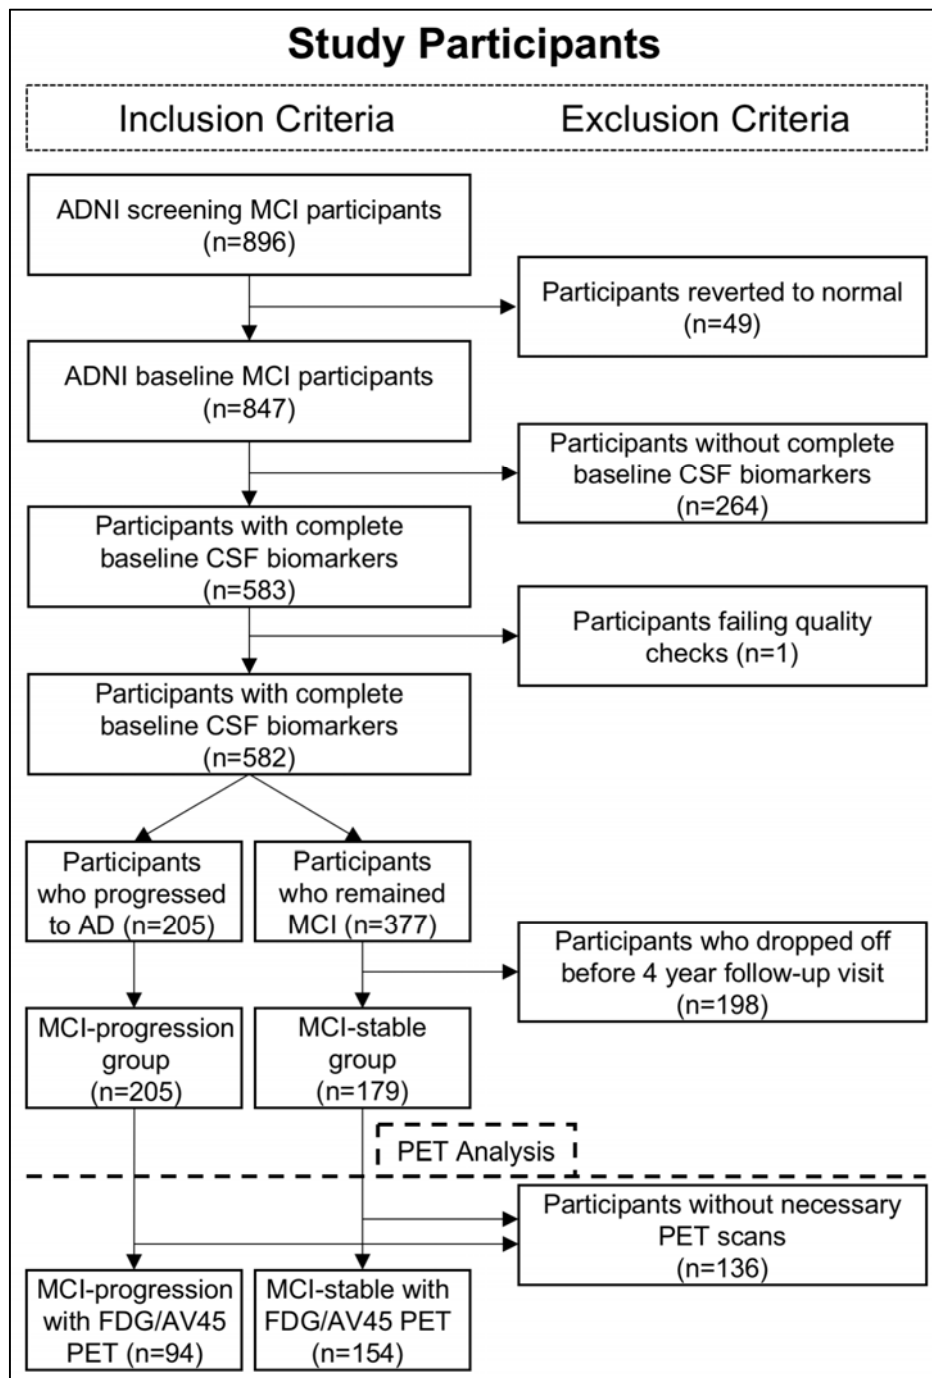 Study Participants
Inclusion Criteria
Exclusion Criteria
ADNI screening MCI participants
(n=896)
Participants reverted to normal
(n=49)
ADNI baseline MCI participants
(n=847)
Participants without complete
baseline CSF biomarkers
(n=264)
Participants with complete
baseline CSF biomarkers
(n=583)
Participants failing quality
checks (n=1)
Participants with complete
baseline CSF biomarkers
(n=582)
Participants
who progressed
to AD (n=205)
Participants
who remained
MCI (n=377)
Participants who dropped off
before 4 year follow-up visit
(n=198)
MCI-progression
group
(n=205)
MCI-stable
group
(n=179)
PET Analysis
Participants without necessary
PET scans
(n=136)
MCI-progression
with FDG/AV45
PET (n=94)
MCI-stable with
FDG/AV45 PET
(n=154)